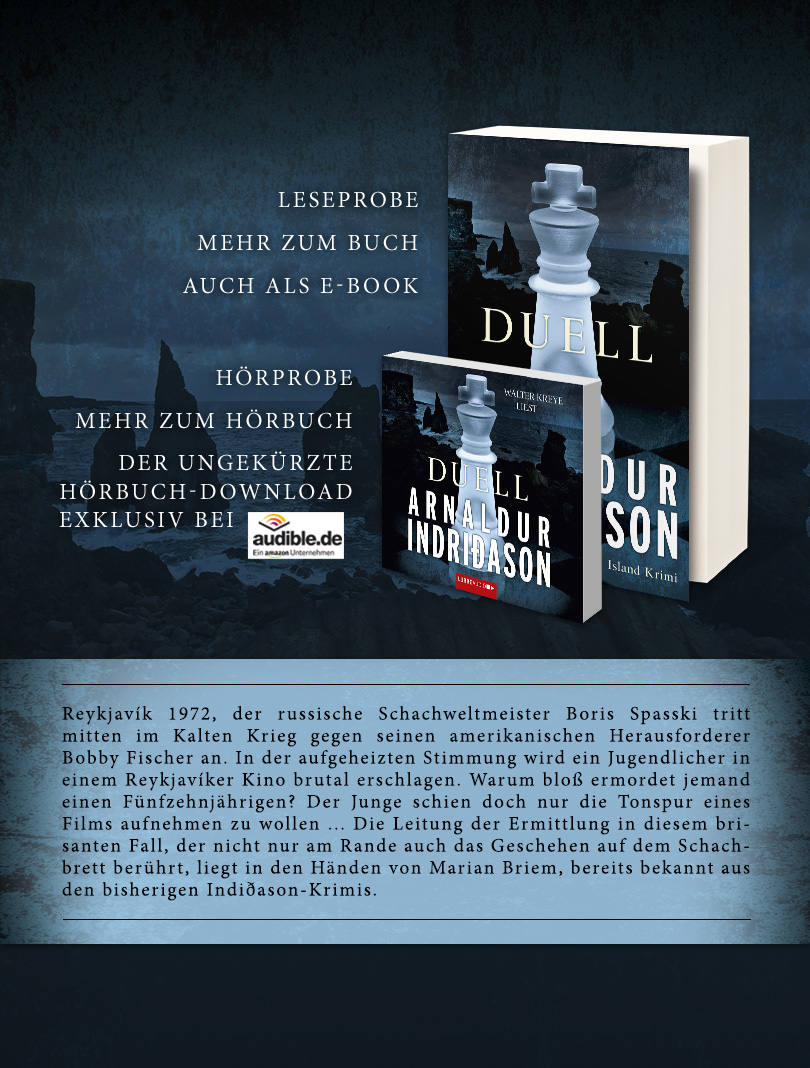 LESEPROBE
MEHR ZUM BUCH
AUCH ALS E-BOOK
DUELL
DUR
SON
Island Krimi
HÖRPROBE
MEHR ZUM HÖRBUCH
DER UNGEKÜRZTE
HÖRBUCH-DOWNLOAD
EXKLUSIV BEI
audible.de
Ein amazon Unternehmen
WALTER KREYE
LIEST
DUELL
ARNALDUR
INDRIÐASON
Reykjavík 1972, der russische Schachweltmeister Boris Spasski tritt
mitten im Kalten Krieg gegen seinen amerikanischen Herausforderer
Bobby Fischer an. In der aufgeheizten Stimmung wird ein Jugendlicher in
einem Reykjavíker Kino brutal erschlagen. Warum bloß ermordet jemand
einen Fünfzehnjährigen? Der Junge schien doch nur die Tonspur eines
Films aufnehmen zu wollen ... Die Leitung der Ermittlung in diesem bri-
santen Fall, der nicht nur am Rande auch das Geschehen auf dem Schach-
brett berührt, liegt in den Händen von Marian Briem, bereits bekannt aus
den bisherigen Indiðason-Krimis.